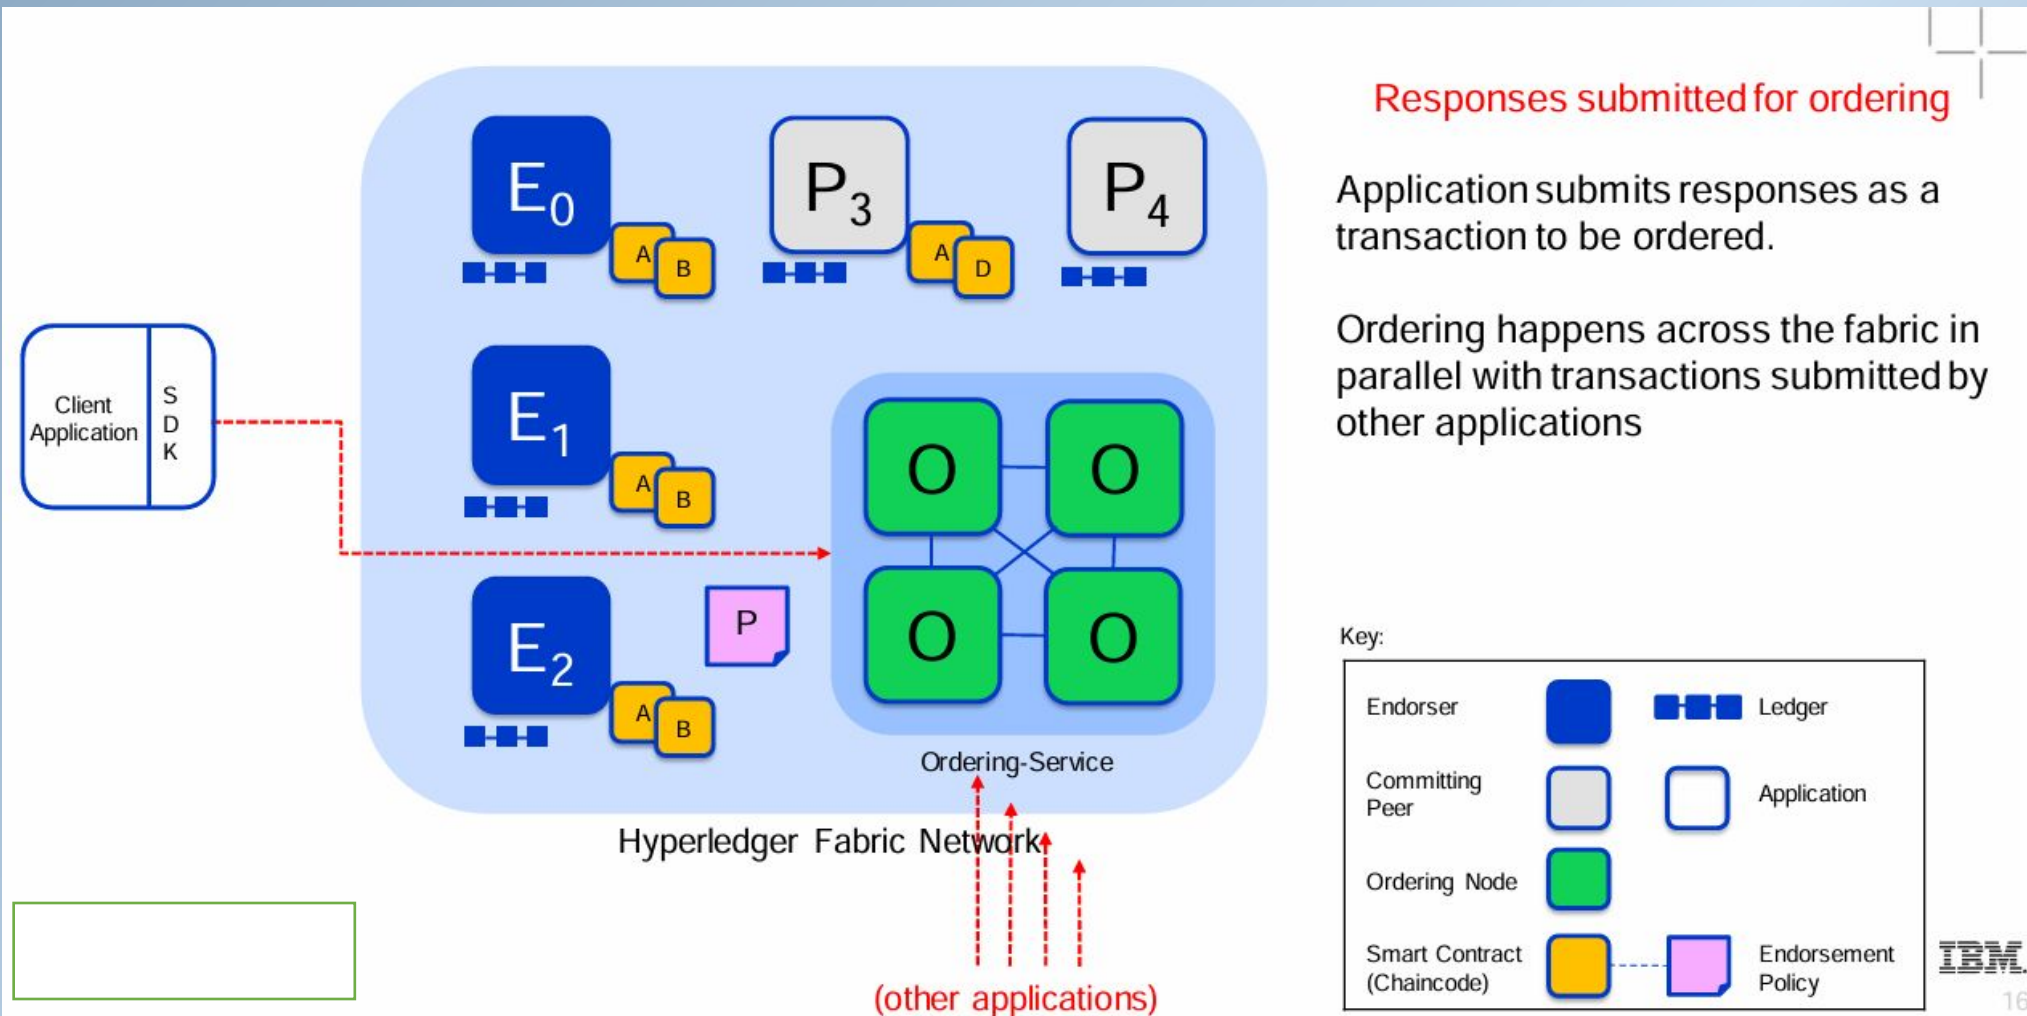 Responses submitted for ordering
Application submits responses as a
transaction to be ordered.
Ordering happens across the fabric in
parallel with transactions submitted by
other applications
E0
A
B
P3
A
D
P4
Client
Application
S
D
K
E1
A
B
E2
A
B
P
O
O
O
O
Ordering-Service
Hyperledger Fabric Network
(other applications)
Key:
Endorser
Ledger
Committing
Peer
Application
Ordering Node
Smart Contract
(Chaincode)
Endorsement
Policy
IBM.
16